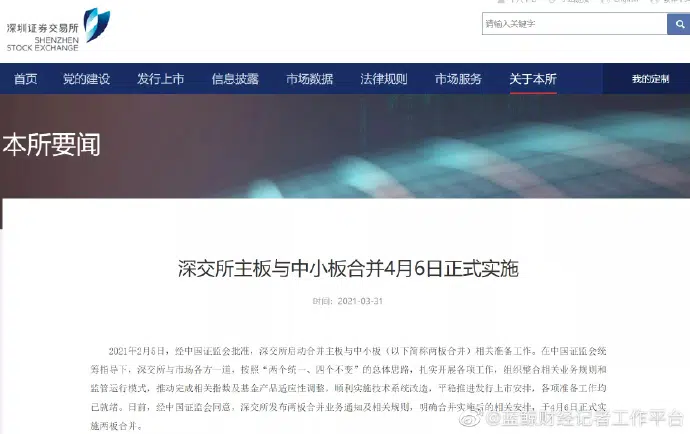 深圳证券交易所
SHENZHEN
STOCK EXCHANGE
请输入关键字
首页 党的建设 发行上市 信息披露 市场数据 法律规则 市场服务 关于本所 我的定制
本所要闻
深交所主板与中小板合并4月6日正式实施
时间：2021-03-31
2021年2月5日，经中国证监会批准，深交所启动合并主板与中小板（以下简称两板合并）相关准备工作。在中国证监会统
筹指导下，深交所与市场各方一道，按照“两个统一、四个不变”的总体思路，扎实开展各项工作，组织整合相关业务规则和
监管运行模式，推动完成相关指数及基金产品适应性调整，顺利实施技术系统改造，平稳推进发行上市安排，各项准备工作均
已就绪。日前，经中国证监会同意，深交所发布两板合并业务通知及相关规则，明确合并实施后的相关安排，于4月6日正式实
施两板合并。
@蓝鲸财经记者工作平台